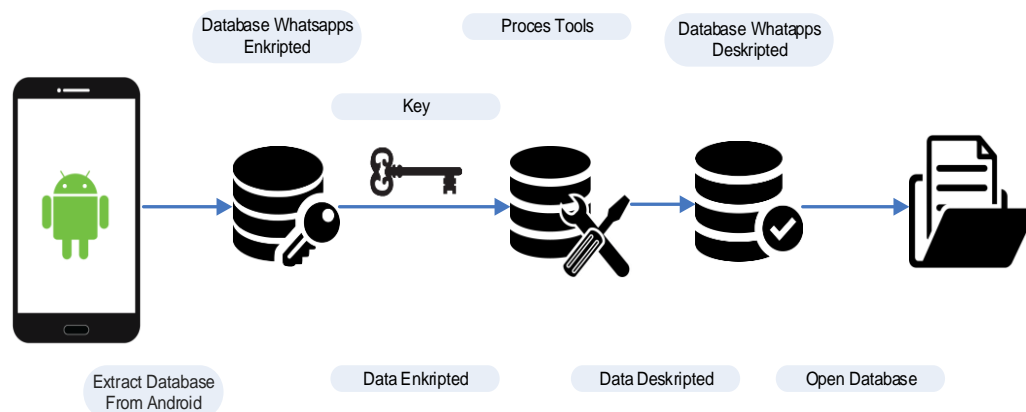 Database Whatsapps
Enkripted
Proces Tools
Database Whatapps
Deskripted
Key
Extract Database
From Android
Data Enkripted
Data Deskripted
Open Database